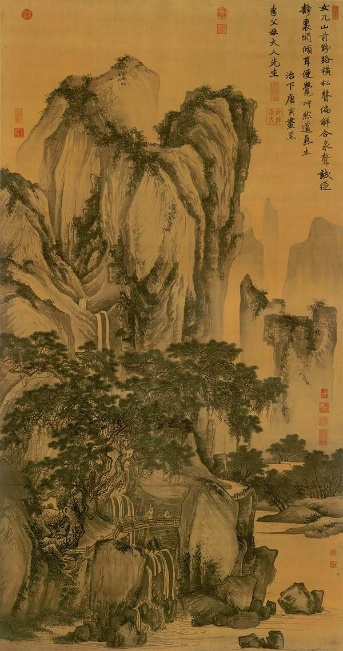 女几山前野路橫松聲偏解合泉聲試從
靜裏閒傾耳便覺冲然道氣生
治下唐寅畫呈
李父母大人先生